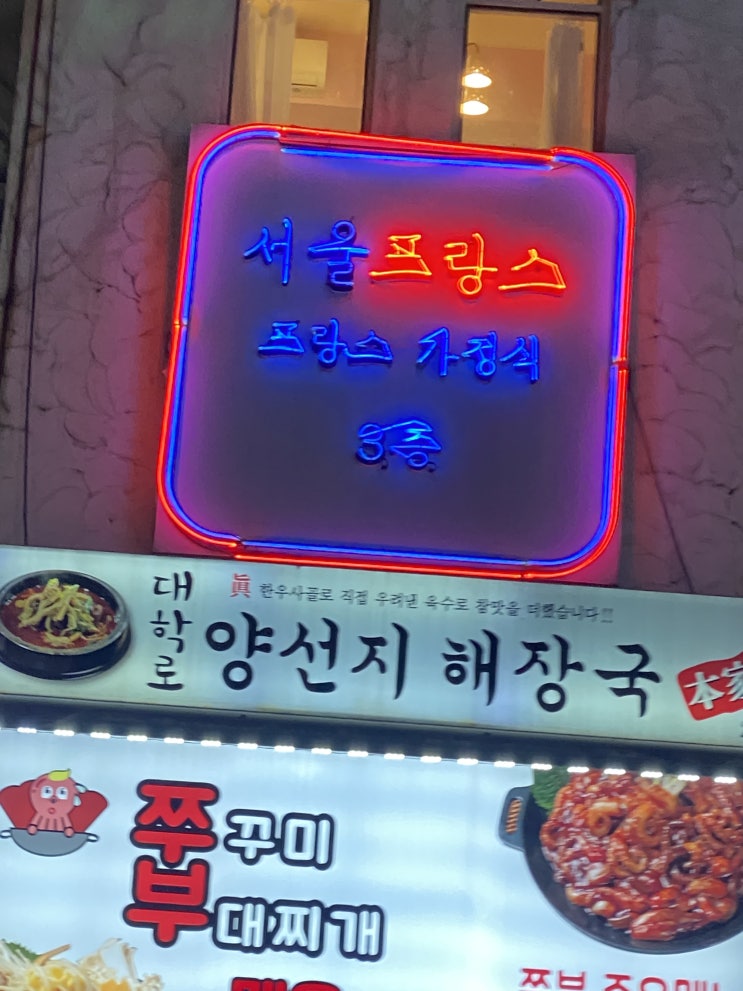 서울프랑스
프랑스 가정식
3층
대학로
眞 한우사골로 직접 우려낸 육수로 참맛을 더했습니다!!!
양선지 해장국
本家
쭈꾸미
부대찌개